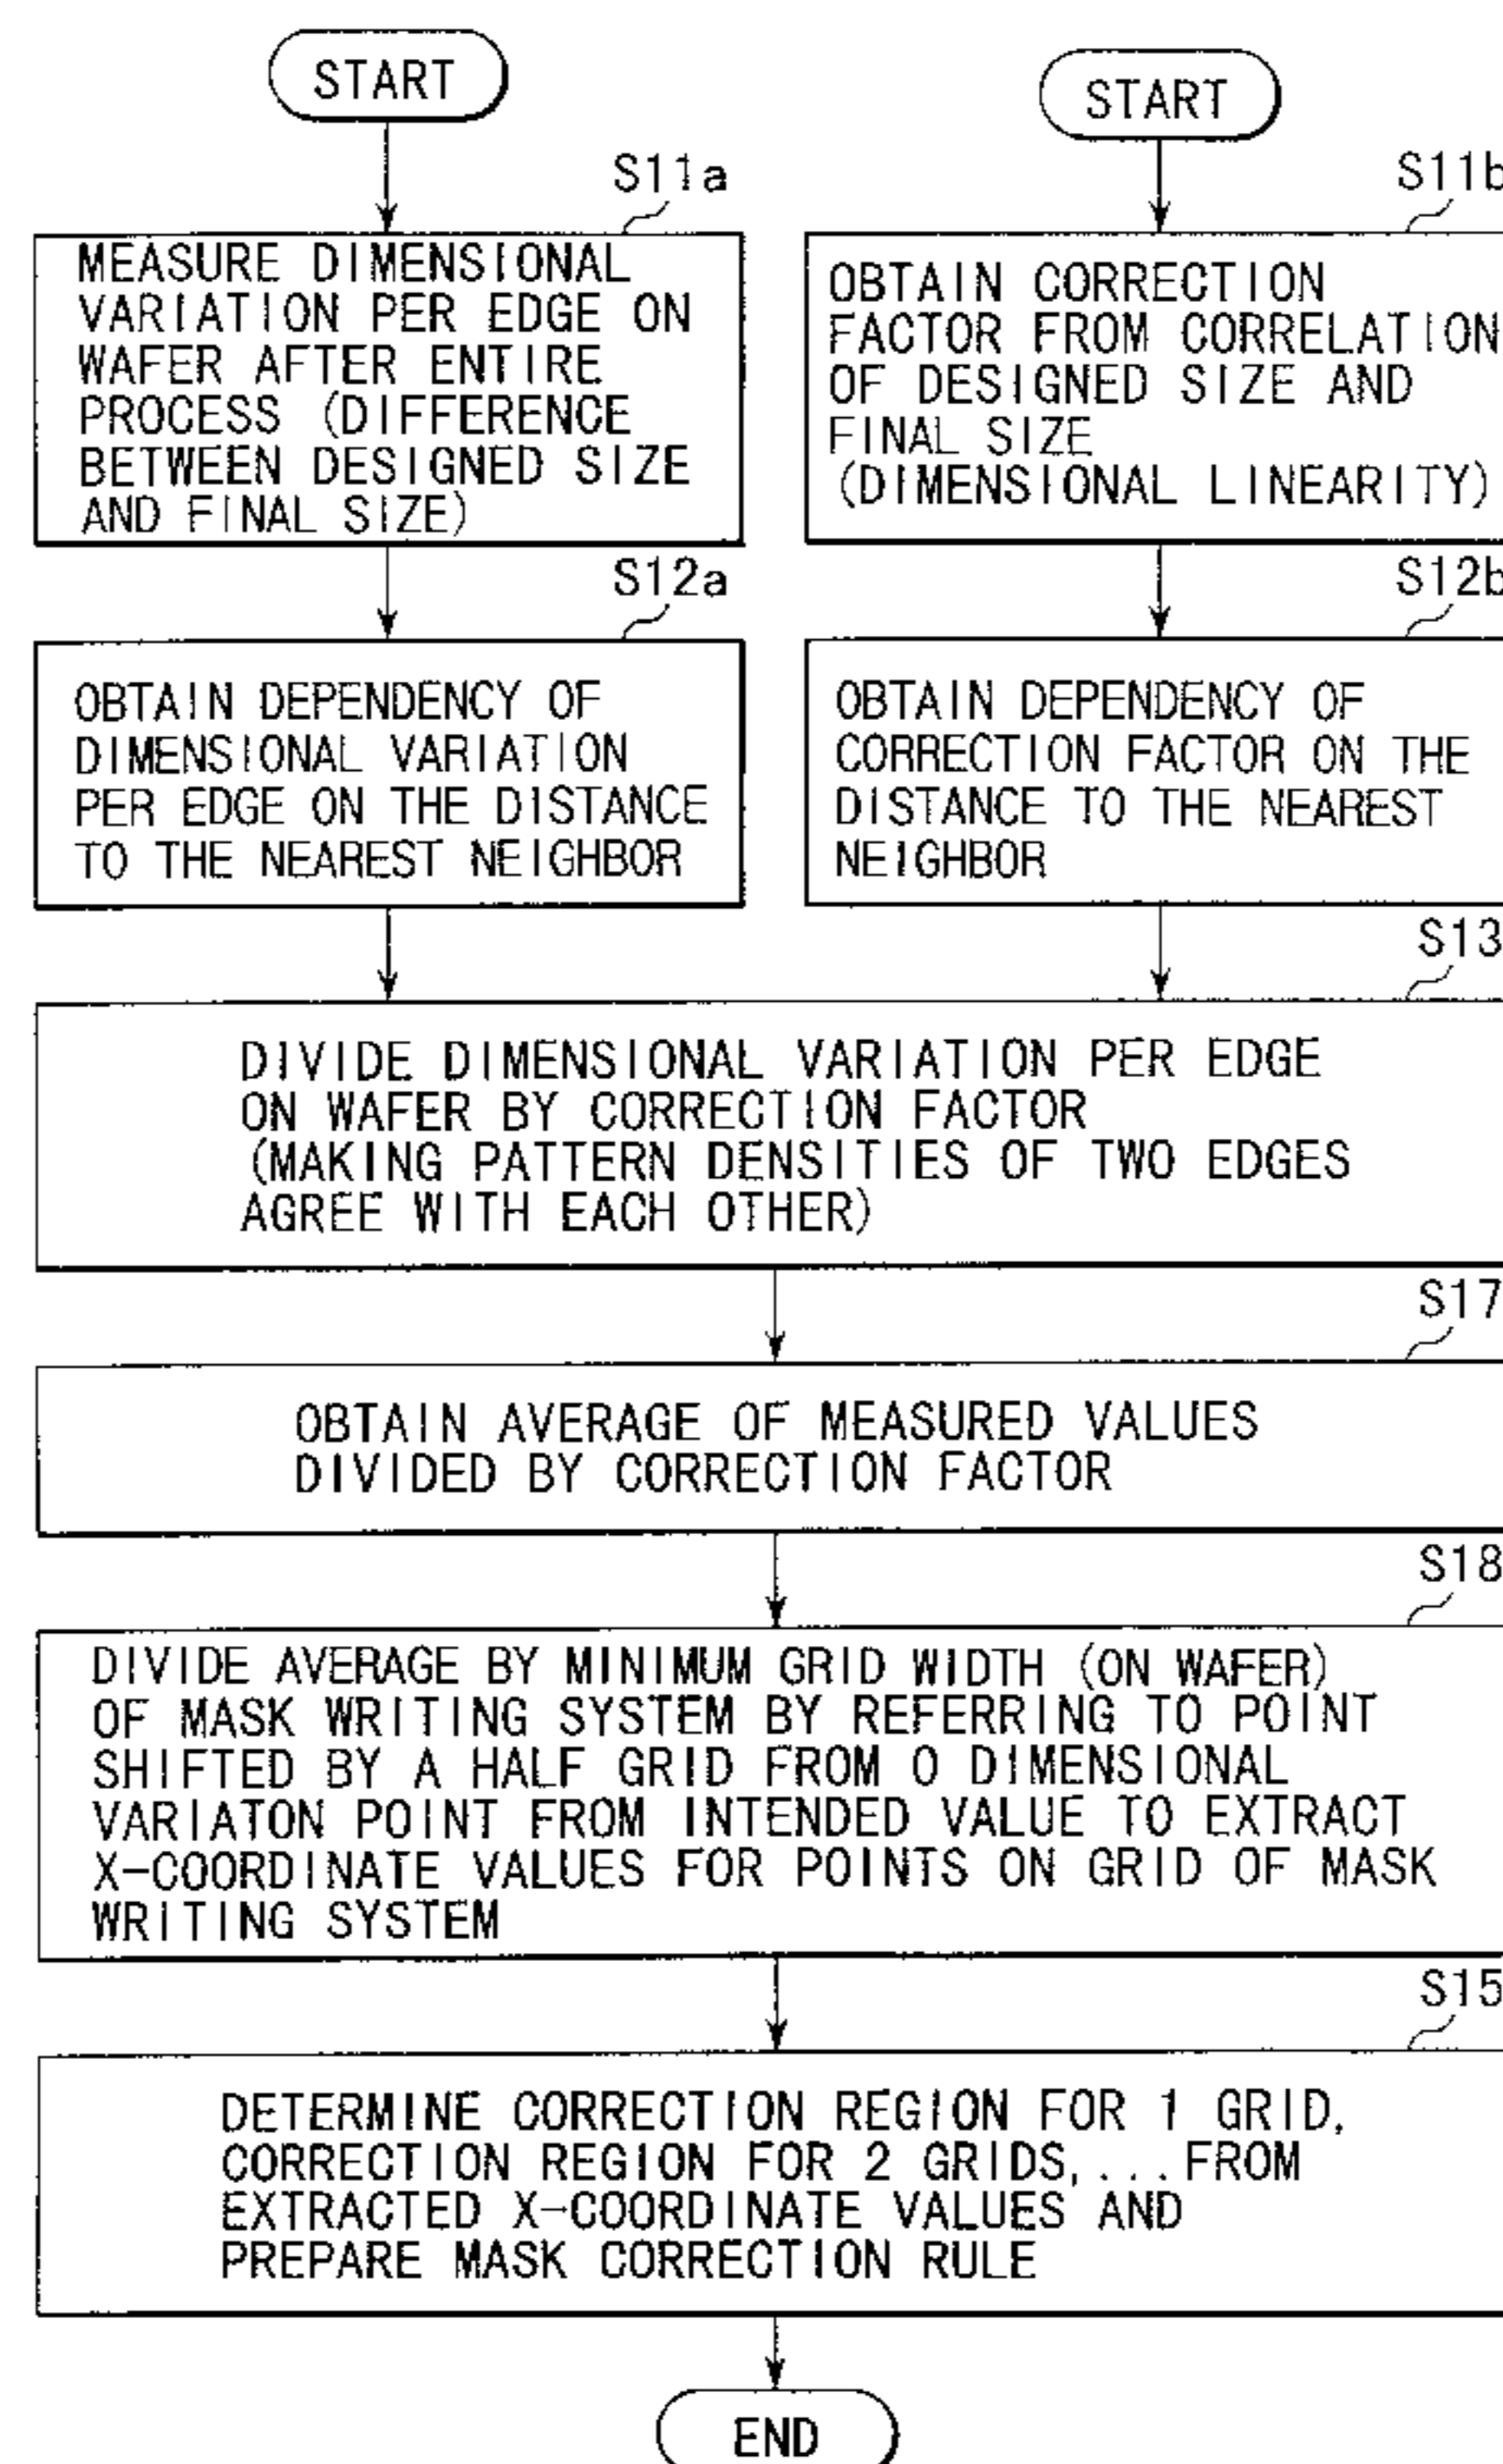 START
S11a
MEASURE DIMENSIONAL
VARIATION PER EDGE ON
WAFER AFTER ENTIRE
PROCESS (DIFFERENCE
BETWEEN DESIGNED SIZE
AND FINAL SIZE)
S12a
OBTAIN DEPENDENCY OF
DIMENSIONAL VARIATION
PER EDGE ON THE DISTANCE
TO THE NEAREST NEIGHBOR
START
S11b
OBTAIN CORRECTION
FACTOR FROM CORRELATION
OF DESIGNED SIZE AND
FINAL SIZE
(DIMENSIONAL LINEARITY)
S12b
OBTAIN DEPENDENCY OF
CORRECTION FACTOR ON THE
DISTANCE TO THE NEAREST
NEIGHBOR
S13
DIVIDE DIMENSIONAL VARIATION PER EDGE
ON WAFER BY CORRECTION FACTOR
(MAKING PATTERN DENSITIES OF TWO EDGES
AGREE WITH EACH OTHER)
S17
OBTAIN AVERAGE OF MEASURED VALUES
DIVIDED BY CORRECTION FACTOR
S18
DIVIDE AVERAGE BY MINIMUM GRID WIDTH (ON WAFER)
OF MASK WRITING SYSTEM BY REFERRING TO POINT
SHIFTED BY A HALF GRID FROM 0 DIMENSIONAL
VARIATON POINT FROM INTENDED VALUE TO EXTRACT
X-COORDINATE VALUES FOR POINTS ON GRID OF MASK
WRITING SYSTEM
S15
DETERMINE CORRECTION REGION FOR 1 GRID,
CORRECTION REGION FOR 2 GRIDS,...FROM
EXTRACTED X-COORDINATE VALUES AND
PREPARE MASK CORRECTION RULE
END